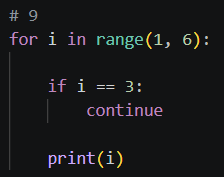 # 9
for i in range(1, 6):
    if i == 3:
        continue
    print(i)